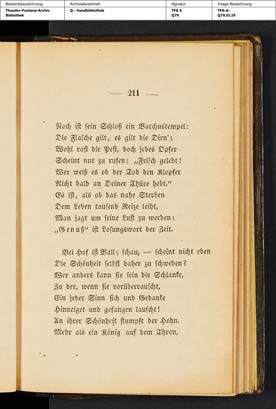 Bestandsbezeichnung
Theodor-Fontane-Archiv
Bibliothek
Archivalieneinheit
Q - Handbibliothek
Signatur
TFA A
Q79
Image-Bezeichnung
TFA-A-
Q79,0129
— 211 —
Noch ist sein Schloß ein Bacchustempel:
Die Flasche gilt, es gilt die Dirn';
Wohl rast die Pest, doch jedes Opfer
Scheint nur zu rufen: „Frisch gelebt!
Wer weiß es ob der Tod den Klopfer
Nicht bald an Deiner Thüre hebt."
Es ist, als ob das nahe Sterben
Dem Leben tausend Reize leiht,
Man jagt um seine Lust zu werben;
„Genuß" ist Losungswort der Zeit.
Bei Hof ist Ball; schau, — scheint nicht eben
Die Schönheit selbst daher zu schweben?
Wer anders kann sie sein die Schlanke,
Zu der, wenn sie vorüberrauscht,
Ein jeder Sinn sich und Gedanke
Hinneiget und gefangen lauscht!
An ihrer Schönheit stumpft der Hohn.
Mehr als ein König auf dem Thron,